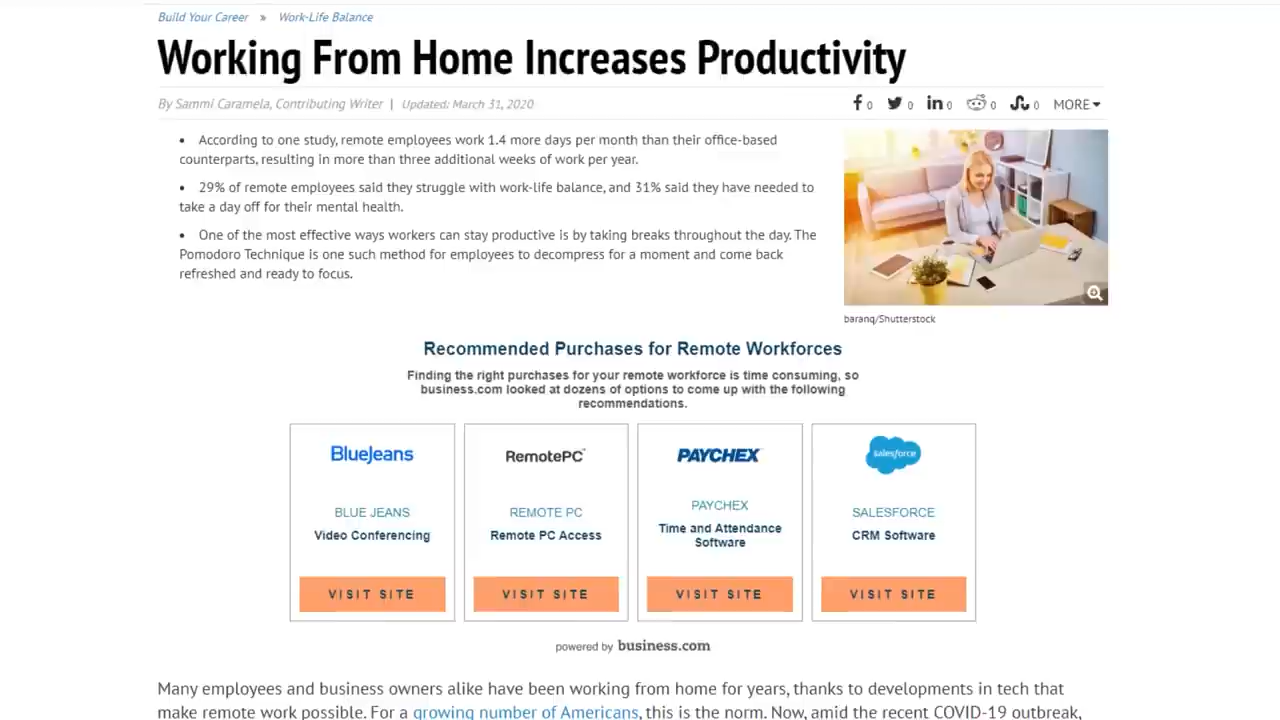 Build Your Career » Work-Life Balance
Working From Home Increases Productivity
By Sammi Caramela, Contributing Writer | Updated: March 31, 2020
0 0 0 0 0 MORE
• According to one study, remote employees work 1.4 more days per month than their office-based
counterparts, resulting in more than three additional weeks of work per year.
• 29% of remote employees said they struggle with work-life balance, and 31% said they have needed to
take a day off for their mental health.
• One of the most effective ways workers can stay productive is by taking breaks throughout the day. The
Pomodoro Technique is one such method for employees to decompress for a moment and come back
refreshed and ready to focus.
baranq/Shutterstock
Recommended Purchases for Remote Workforces
Finding the right purchases for your remote workforce is time consuming, so
business.com looked at dozens of options to come up with the following
recommendations.
BlueJeans
BLUE JEANS
Video Conferencing
VISIT SITE
RemotePC
REMOTE PC
Remote PC Access
VISIT SITE
PAYCHEX
PAYCHEX
Time and Attendance
Software
VISIT SITE
salesforce
SALESFORCE
CRM Software
VISIT SITE
powered by business.com
Many employees and business owners alike have been working from home for years, thanks to developments in tech that
make remote work possible. For a growing number of Americans, this is the norm. Now, amid the recent COVID-19 outbreak,